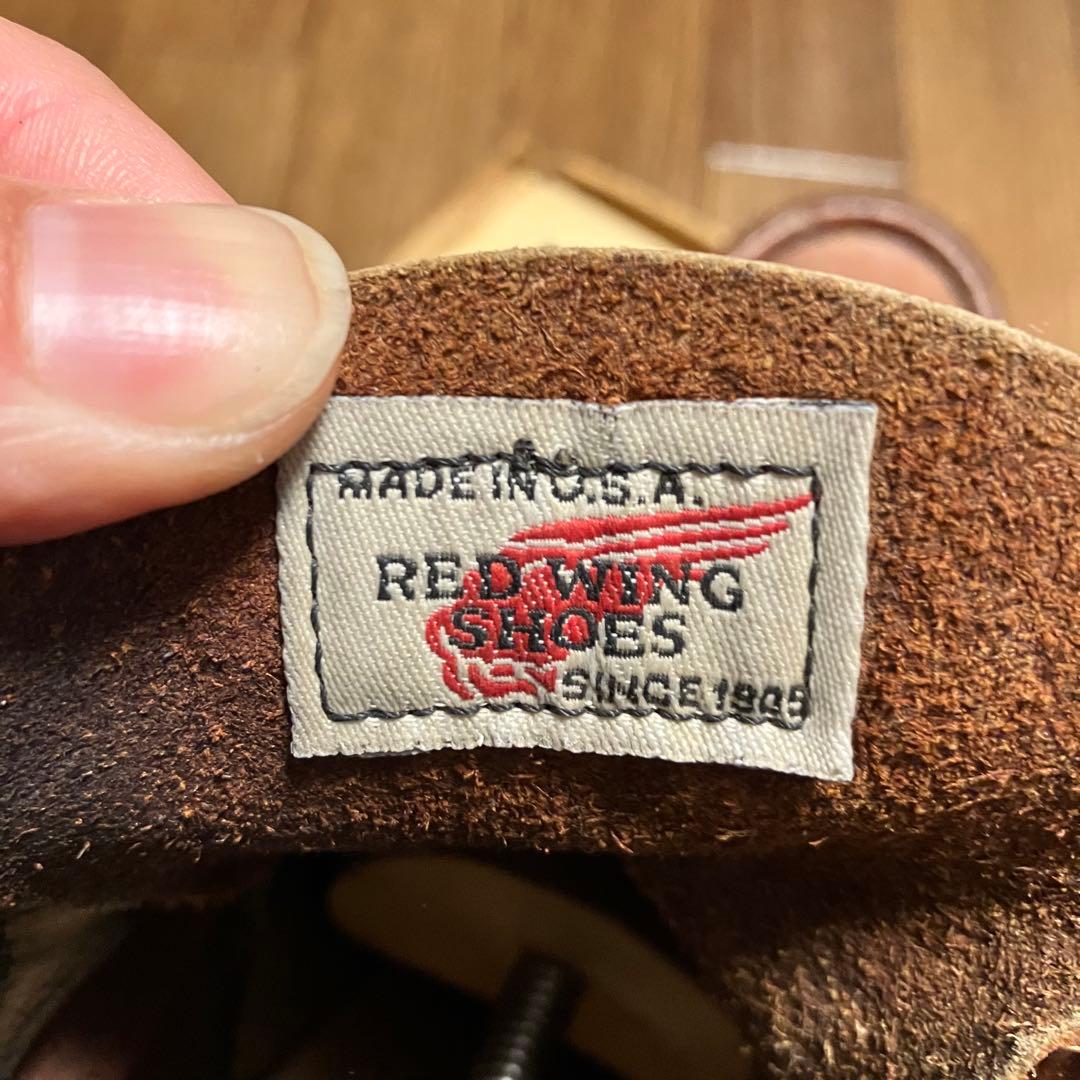 MADE IN U.S.A.
RED WING
SHOES
SINCE 1905